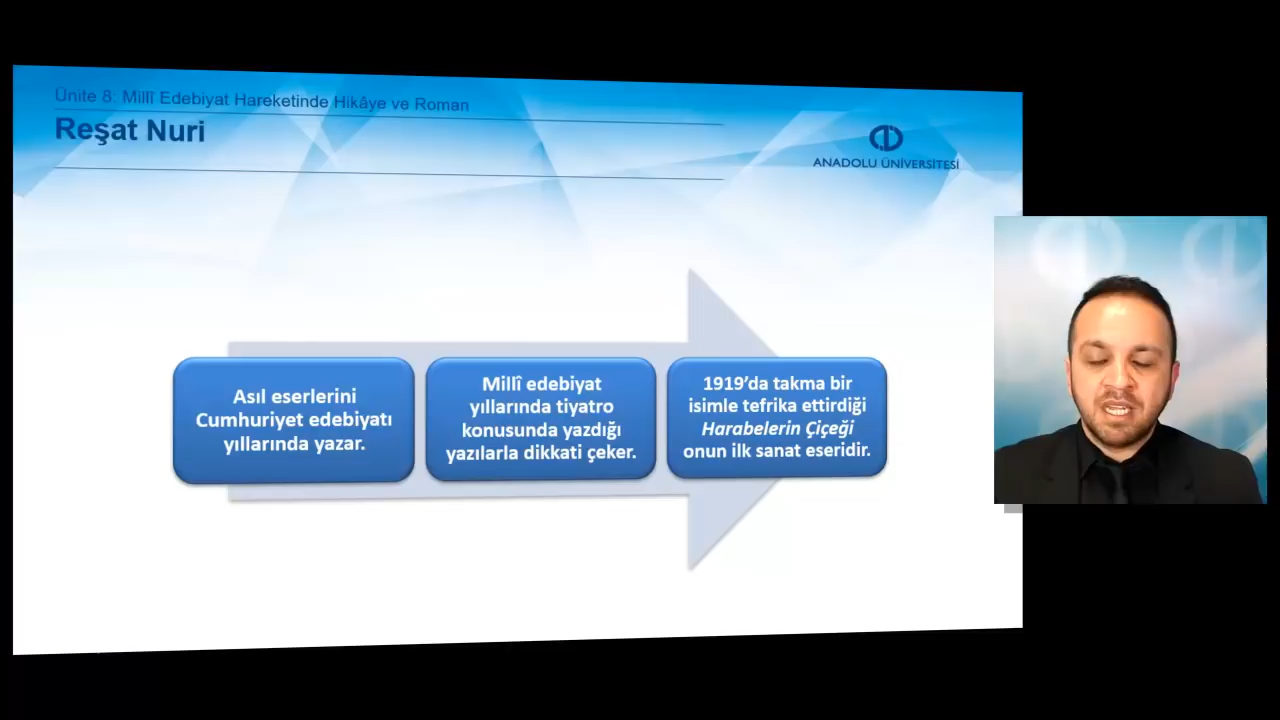 Ünite 8: Millî Edebiyat Hareketinde Hikâye ve Roman
Reşat Nuri
ANADOLU ÜNİVERSİTESİ
Asıl eserlerini
Cumhuriyet edebiyatı
yıllarında yazar.
Millî edebiyat
yıllarında tiyatro
konusunda yazdığı
yazılarla dikkati çeker.
1919’da takma bir
isimle tefrika ettirdiği
Harabelerin Çiçeği
onun ilk sanat eseridir.